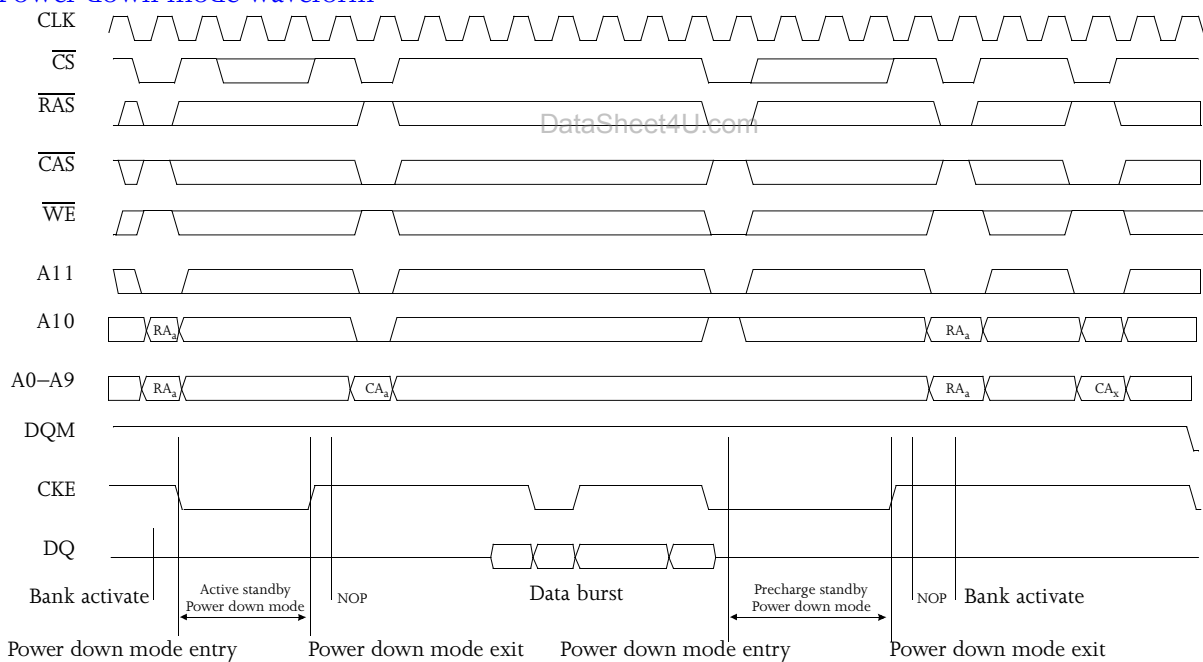 Power down mode waveform
CLK
CS
RAS
DataSheet4U.com
CAS
WE
A11
A10 RAa RAa
A0–A9 RAa CAa RAa CAx
DQM
CKE
DQ
Bank activate Active standby Power down mode NOP Data burst Precharge standby Power down mode NOP Bank activate
Power down mode entry Power down mode exit Power down mode entry Power down mode exit